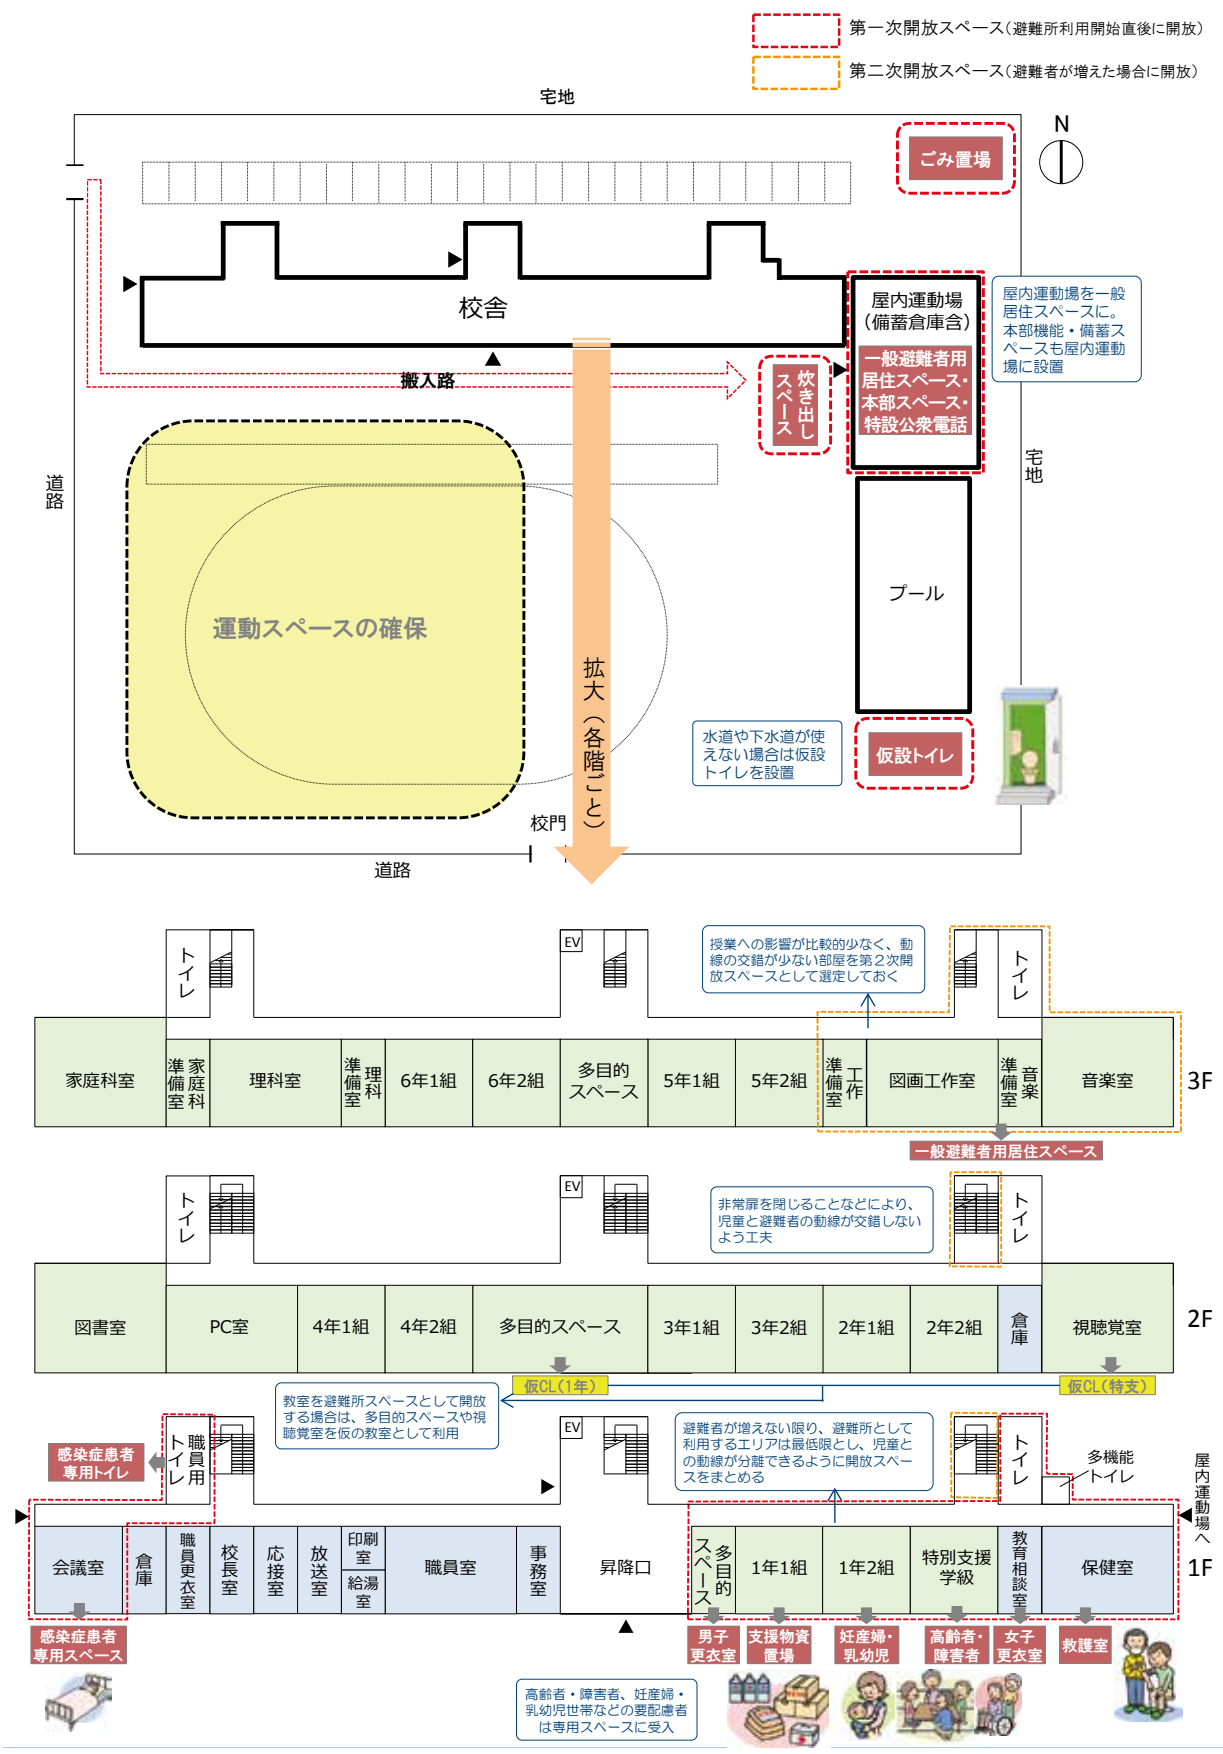 第一次開放スペース(避難所利用開始直後に開放)
第二次開放スペース(避難者が増えた場合に開放)
宅地
N
ごみ置場
校舎
屋内運動場
(備蓄倉庫含)
一般避難者用
居住スペース・
本部スペース・
特設公衆電話
屋内運動場を一般
居住スペースに。
本部機能・備蓄ス
ペースも屋内運動
場に設置
搬入路
炊き出し
スペース
道路
宅地
運動スペースの確保
プール
拡大(各階ごと)
水道や下水道が使
えない場合は仮設
トイレを設置
仮設トイレ
校門
道路
トイレ
EV
授業への影響が比較的少なく、動
線の交錯が少ない部屋を第2次開
放スペースとして選定しておく
トイレ
家庭科室
家庭科
準備室
理科室
理科
準備室
6年1組
6年2組
多目的
スペース
5年1組
5年2組
工作
準備室
図画工作室
音楽
準備室
音楽室
3F
一般避難者用居住スペース
トイレ
EV
非常扉を閉じることなどにより、
児童と避難者の動線が交錯しない
よう工夫
トイレ
図書室
PC室
4年1組
4年2組
多目的スペース
3年1組
3年2組
2年1組
2年2組
倉庫
視聴覚室
2F
仮CL(1年)
仮CL(特支)
教室を避難所スペースとして開放
する場合は、多目的スペースや視
聴覚室を仮の教室として利用
職員用
トイレ
感染症患者
専用トイレ
EV
避難者が増えない限り、避難所として
利用するエリアは最低限とし、児童と
の動線が分離できるように開放スペー
スをまとめる
トイレ
多機能
トイレ
屋内運動場へ
会議室
倉庫
職員更衣室
校長室
応接室
放送室
印刷
室
給湯
室
職員室
事務室
昇降口
多目的
スペース
1年1組
1年2組
特別支援
学級
教育相談室
保健室
1F
感染症患者
専用スペース
男子
更衣室
支援物資
置場
妊産婦・
乳幼児
高齢者・
障害者
女子
更衣室
救護室
高齢者・障害者、妊産婦・
乳幼児世帯などの要配慮者
は専用スペースに受入